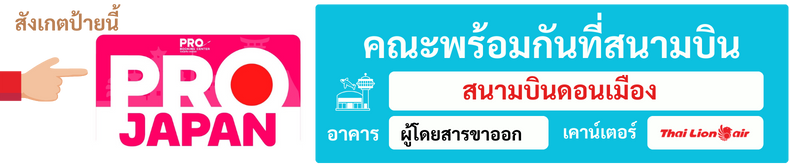 สังเกตป้ายนี้
PRO
PRO
JAPAN
คณะพร้อมกันที่สนามบิน
สนามบินดอนเมือง
อาคาร ผู้โดยสารขาออก เคาน์เตอร์ Thai Lion air